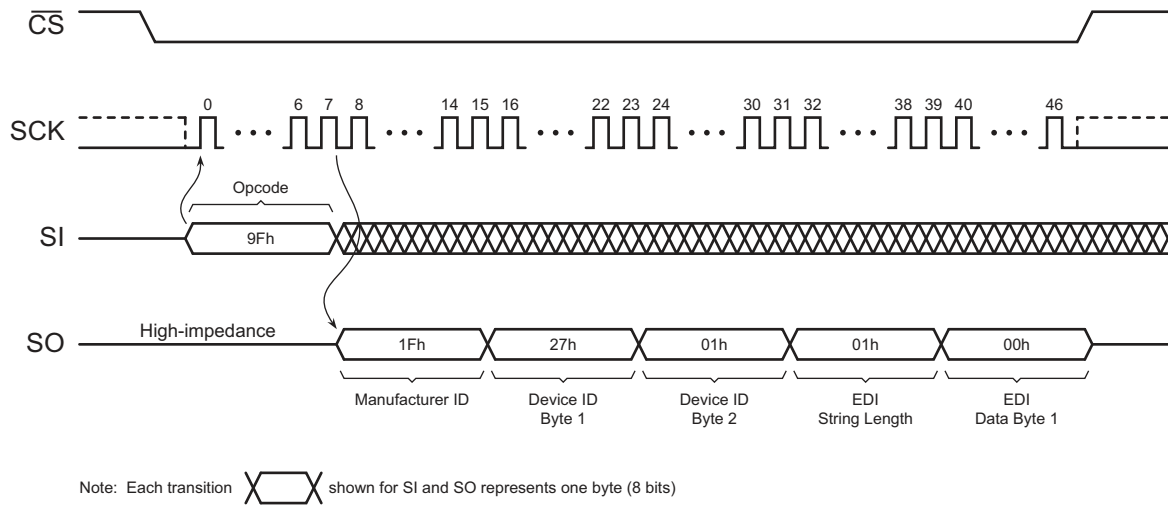 CS
0 6 7 8 14 15 16 22 23 24 30 31 32 38 39 40 46
SCK
Opcode
SI
9Fh
High-impedance
SO
1Fh 27h 01h 01h 00h
Manufacturer ID
Device ID
Byte 1
Device ID
Byte 2
EDI
String Length
EDI
Data Byte 1
Note: Each transition shown for SI and SO represents one byte (8 bits)